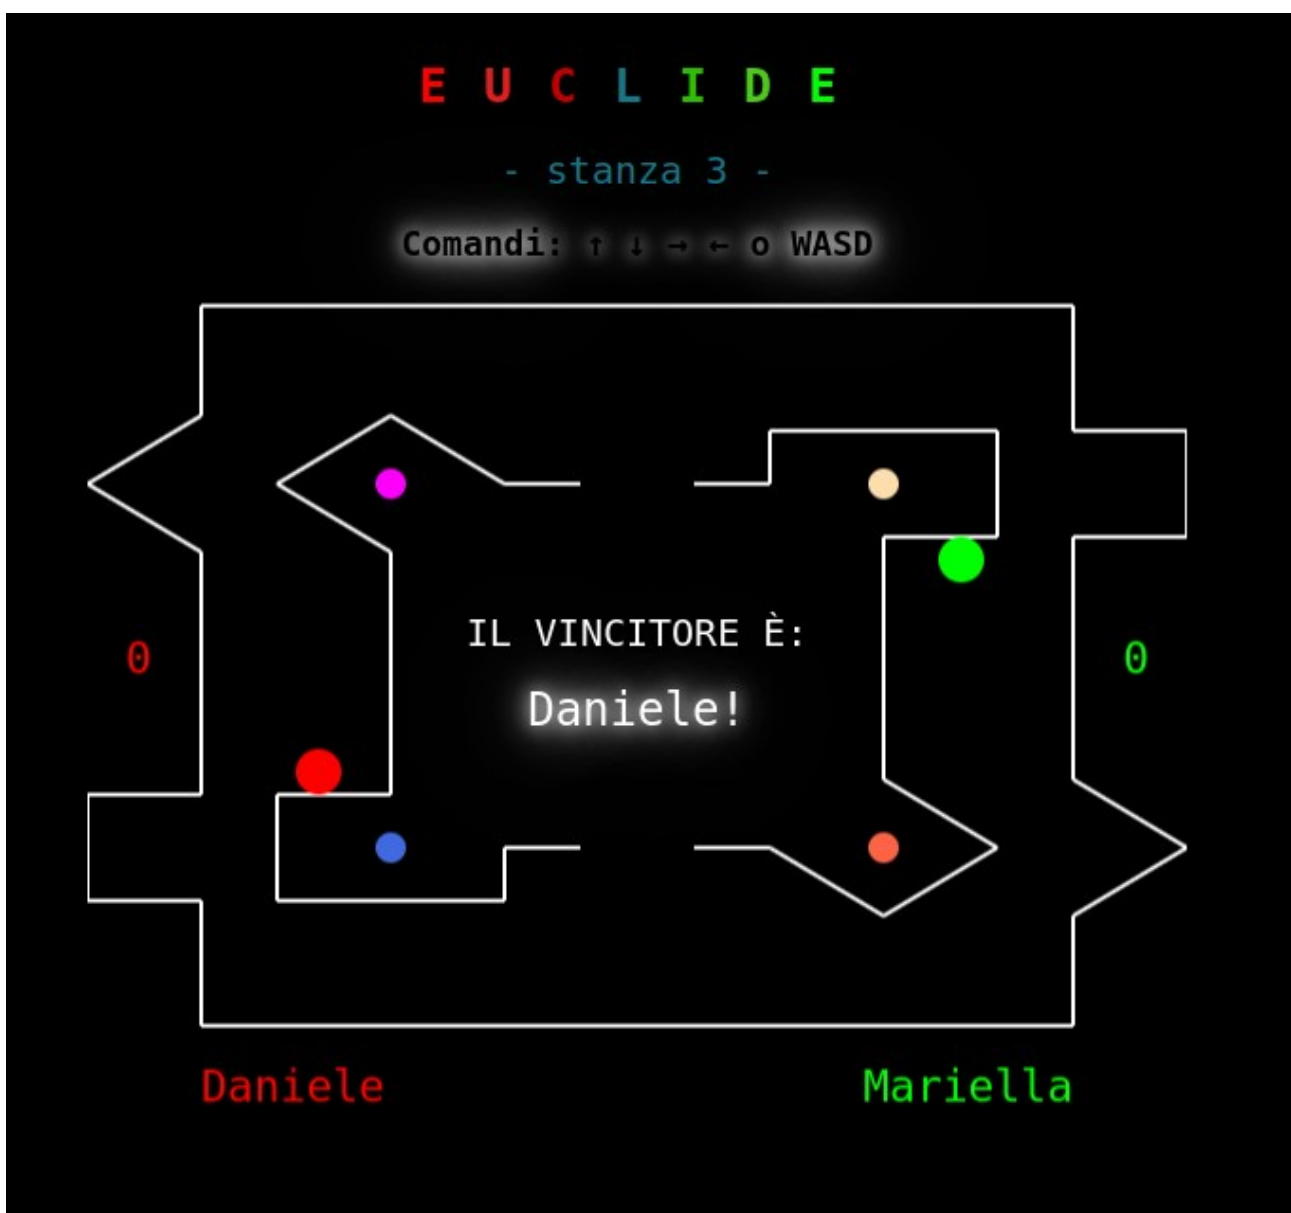 E U C L I D E
- stanza 3 -
Comandi: ↑ ↓ → ← o WASD
IL VINCITORE È:
0
0
Daniele!
Daniele
Mariella